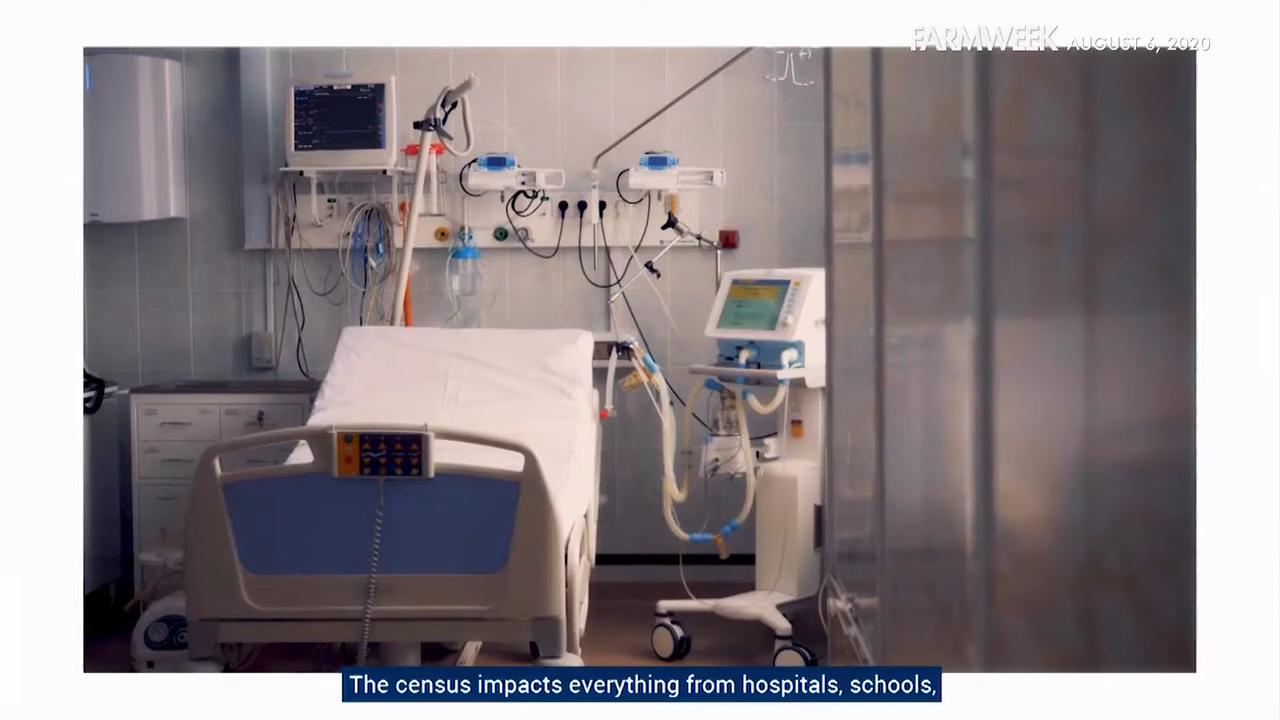 FARMWEEK AUGUST 6, 2020
The census impacts everything from hospitals, schools,